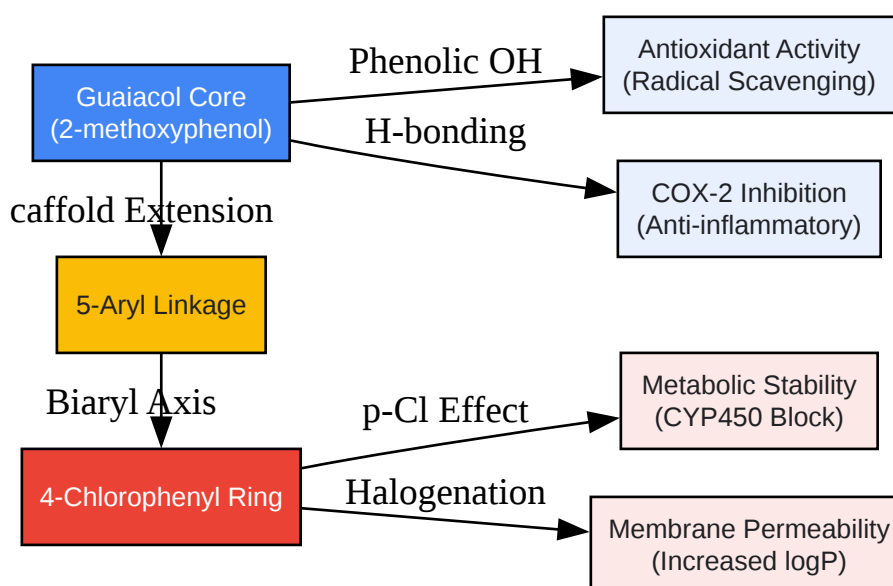 Phenolic OH
Antioxidant Activity
(Radical Scavenging)
Guaiacol Core
(2-methoxyphenol)
H-bonding
COX-2 Inhibition
(Anti-inflammatory)
caffold Extension
5-Aryl Linkage
Biaryl Axis
p-Cl Effect
Metabolic Stability
(CYP450 Block)
4-Chlorophenyl Ring
Halogenation
Membrane Permeability
(Increased logP)